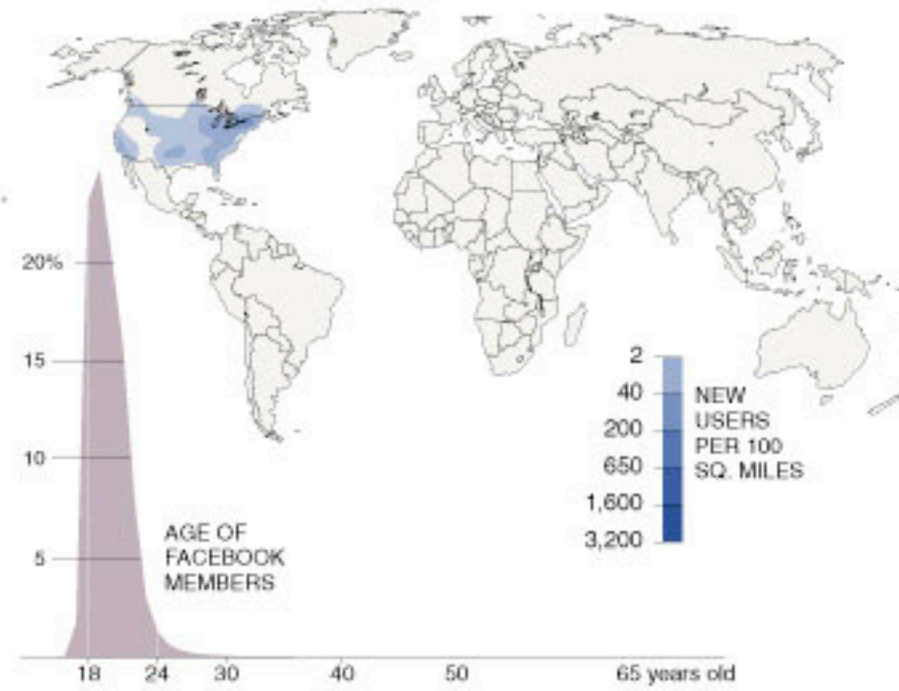 20%
15
10
5
AGE OF
FACEBOOK
MEMBERS
18 24 30 40 50 65 years old
2
40
200
650
1,600
3,200
NEW
USERS
PER 100
SQ. MILES